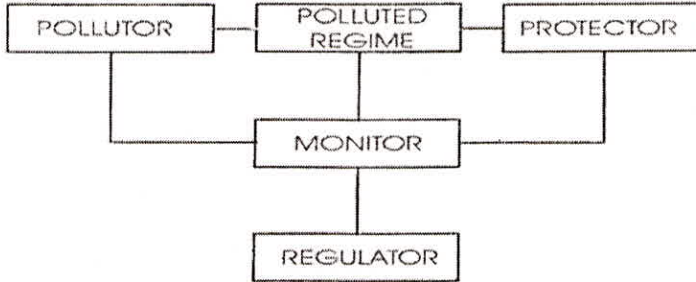 POLLUTOR
POLLUTED
REGIME
PROTECTOR
MONITOR
REGULATOR